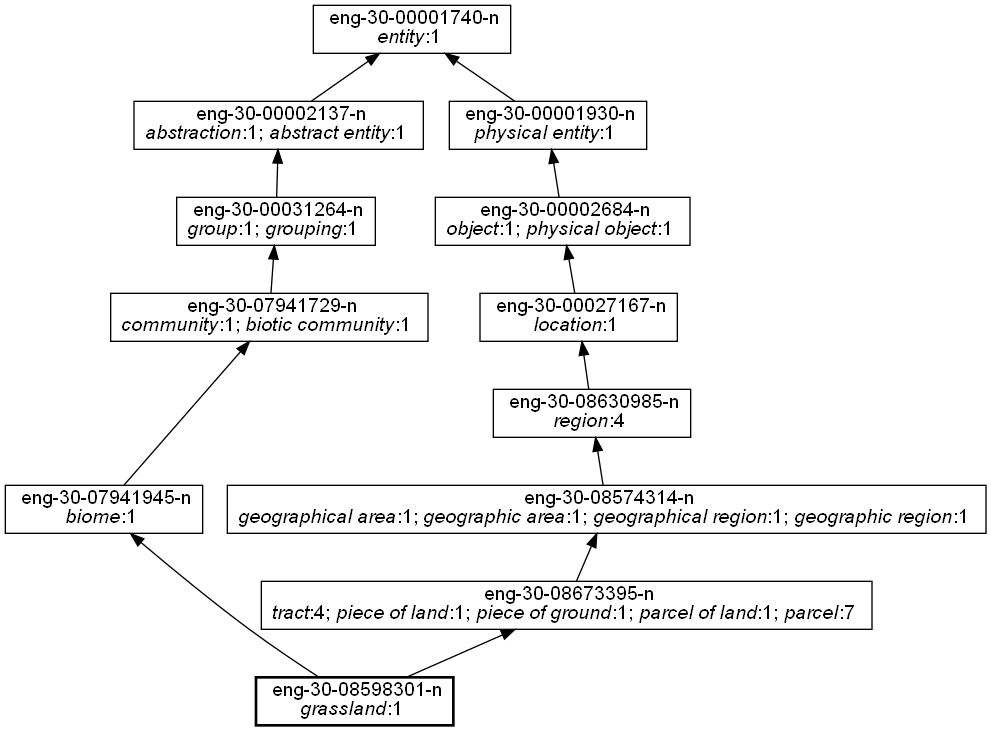 eng-30-00001740-n
entity:1
eng-30-00002137-n
abstraction:1; abstract entity:1
eng-30-00001930-n
physical entity:1
eng-30-00031264-n
group:1; grouping:1
eng-30-00002684-n
object:1; physical object:1
eng-30-07941729-n
community:1; biotic community:1
eng-30-00027167-n
location:1
eng-30-08630985-n
region:4
eng-30-07941945-n
biome:1
eng-30-08574314-n
geographical area:1; geographic area:1; geographical region:1; geographic region:1
eng-30-08673395-n
tract:4; piece of land:1; piece of ground:1; parcel of land:1; parcel:7
eng-30-08598301-n
grassland:1